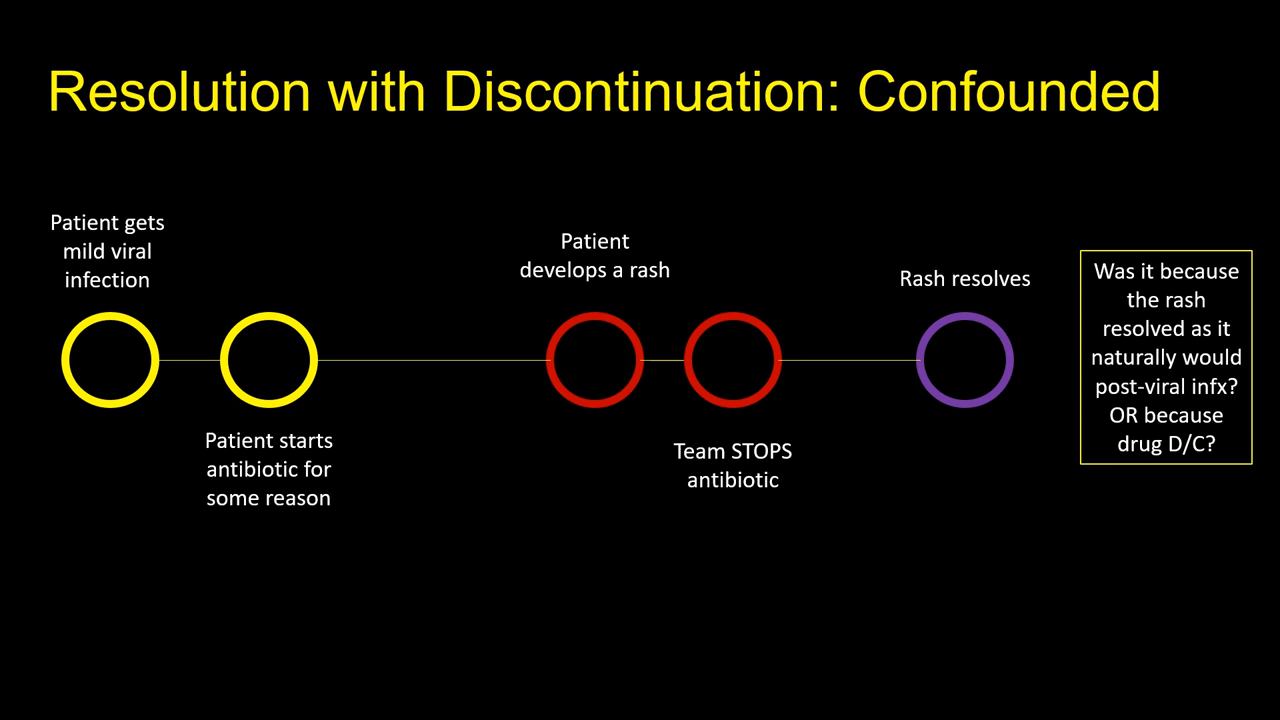 Resolution with Discontinuation: Confounded
Patient gets
mild viral
infection
Patient starts
antibiotic for
some reason
Patient
develops a rash
Team STOPS
antibiotic
Rash resolves
Was it because
the rash
resolved as it
naturally would
post-viral infx?
OR because
drug D/C?